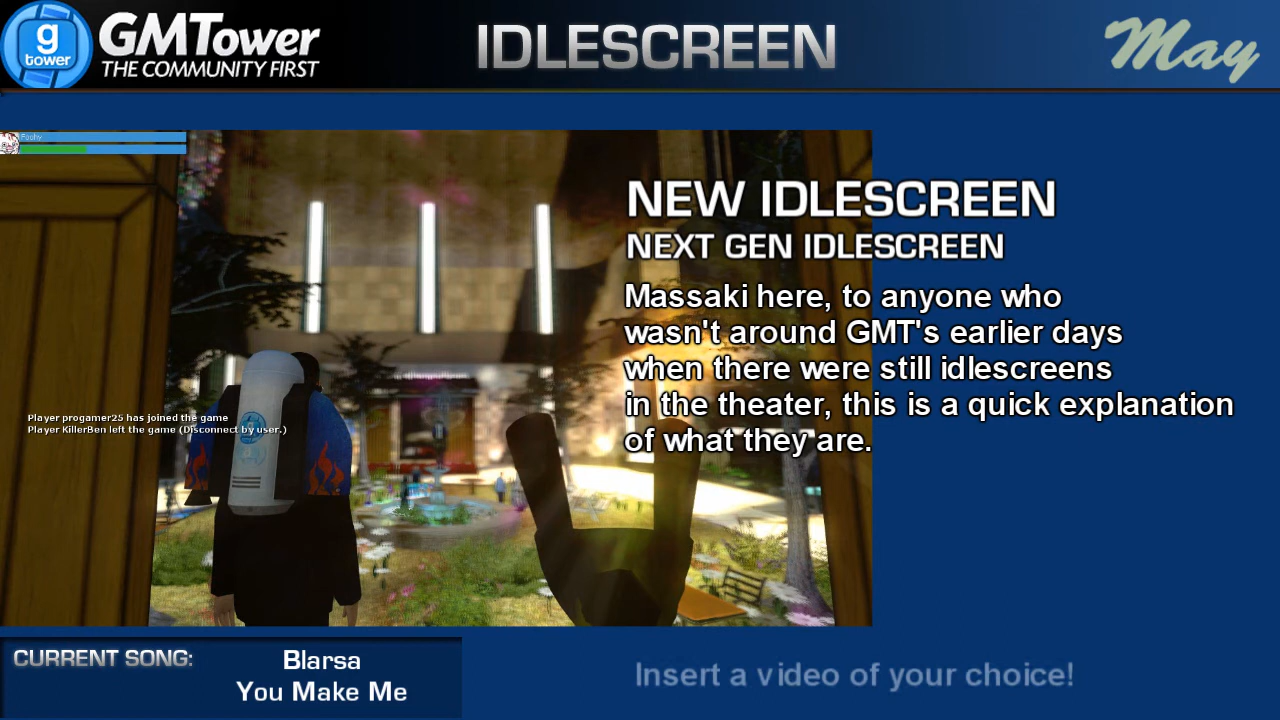 g
tower
GMTower
THE COMMUNITY FIRST
IDLESCREEN
May
Foohy
NEW IDLESCREEN
NEXT GEN IDLESCREEN
Massaki here, to anyone who
wasn't around GMT's earlier days
when there were still idlescreens
in the theater, this is a quick explanation
of what they are.
Player progamer25 has joined the game
Player KillerBen left the game (Disconnect by user.)
CURRENT SONG:
Blarsa
You Make Me
Insert a video of your choice!